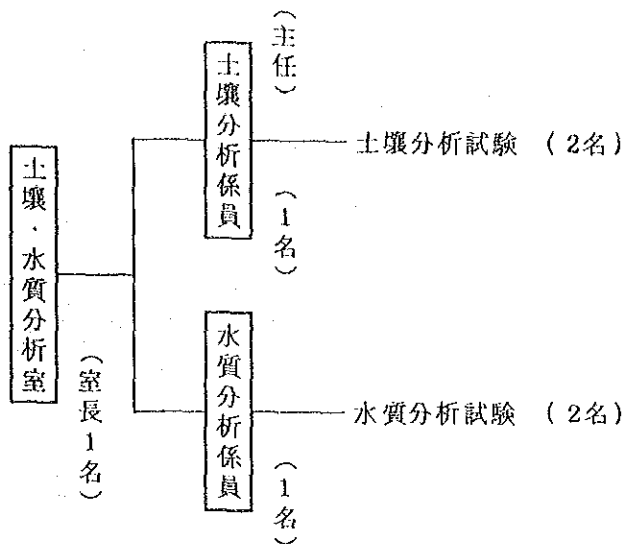 土壌・水質分析室
(室長1名)
土壌分析係員
(主任)
(1名)
土壌分析試験 (2名)
水質分析係員
(1名)
水質分析試験 (2名)